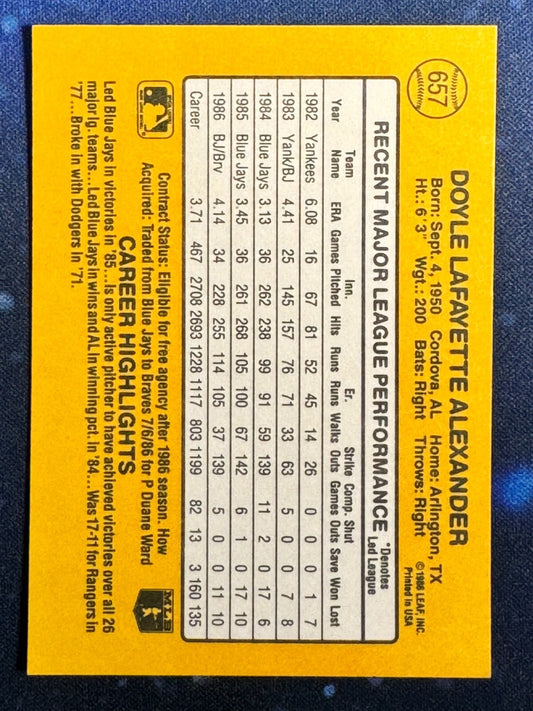 657
DOYLE LAFAYETTE ALEXANDER
Born: Sept. 4, 1950 Cordova, AL Home: Arlington, TX
Ht.: 6'3" Wgt.: 200 Bats: Right Throws: Right
© 1986 LEAF, INC.
Printed in USA
RECENT MAJOR LEAGUE PERFORMANCE *Denotes Led League
Team Inn. Er. Strike Comp. Shut
Year Name ERA Games Pitched Hits Runs Runs Walks Outs Games Outs Save Won Lost
1982 Yankees 6.08 16 67 81 52 45 14 26 0 0 0 1 7
1983 Yank/BJ 4.41 25 145 157 76 71 33 63 5 0 0 7 8
1984 Blue Jays 3.13 36 262 238 99 91 59 139 11 2 0 17 6
1985 Blue Jays 3.45 36 261 268 105 100 67 142 6 1 0 17 10
1986 BJ/Brv 4.14 34 228 255 114 105 37 139 5 0 0 11 10
Career 3.71 467 2708 2693 1228 1117 803 1199 82 13 3 160 135
Contract Status: Eligible for free agency after 1986 season. How
Acquired: Traded from Blue Jays to Braves 7/6/86 for P Duane Ward
MLB
CAREER HIGHLIGHTS
Led Blue Jays in victories in '85...Is only active pitcher to have achieved victories over all 26
major lg. teams...Led Blue Jays in wins and AL in winning pct. in '84...Was 17-11 for Rangers in
'77...Broke in with Dodgers in '71.